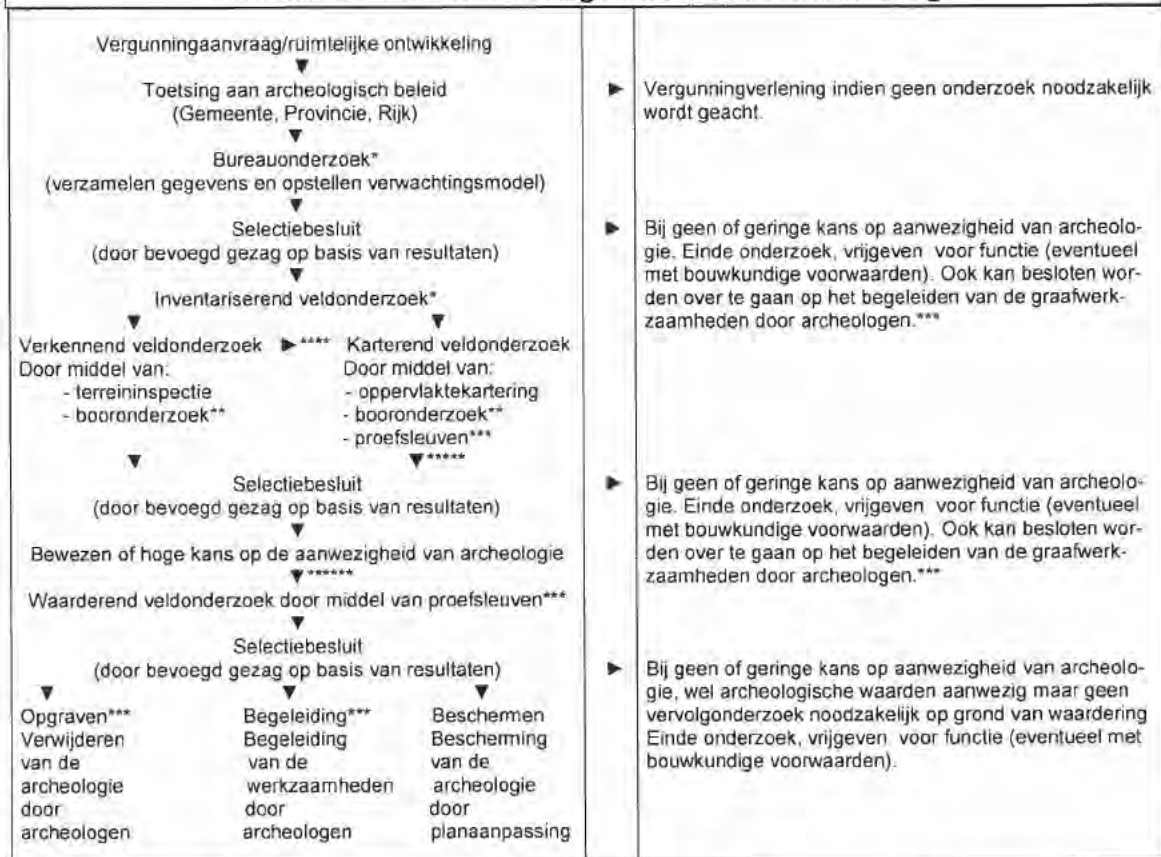 Vergunningaanvraag/ruimtelijke ontwikkeling
▼
Toetsing aan archeologisch beleid
(Gemeente, Provincie, Rijk)
▼
Bureauonderzoek*
(verzamelen gegevens en opstellen verwachtingsmodel)
▼
Selectiebesluit
(door bevoegd gezag op basis van resultaten)
▼
Inventariserend veldonderzoek*
▼ ▼
Verkennend veldonderzoek ►**** Karterend veldonderzoek
Door middel van: Door middel van:
- terreininspectie - oppervlaktekartering
- booronderzoek** - booronderzoek**
- proefsleuven***
▼ ▼*****
Selectiebesluit
(door bevoegd gezag op basis van resultaten)
▼
Bewezen of hoge kans op de aanwezigheid van archeologie
▼******
Waarderend veldonderzoek door middel van proefsleuven***
▼
Selectiebesluit
(door bevoegd gezag op basis van resultaten)
▼ ▼ ▼
Opgraven*** Begeleiding*** Beschermen
Verwijderen Begeleiding Bescherming
van de van de van de
archeologie werkzaamheden archeologie
door door door
archeologen archeologen planaanpassing
► Vergunningverlening indien geen onderzoek noodzakelijk
wordt geacht.
► Bij geen of geringe kans op aanwezigheid van archeolo-
gie. Einde onderzoek, vrijgeven voor functie (eventueel
met bouwkundige voorwaarden). Ook kan besloten wor-
den over te gaan op het begeleiden van de graafwerk-
zaamheden door archeologen.***
► Bij geen of geringe kans op aanwezigheid van archeolo-
gie. Einde onderzoek, vrijgeven voor functie (eventueel
met bouwkundige voorwaarden). Ook kan besloten wor-
den over te gaan op het begeleiden van de graafwerk-
zaamheden door archeologen.***
► Bij geen of geringe kans op aanwezigheid van archeolo-
gie, wel archeologische waarden aanwezig maar geen
vervolgonderzoek noodzakelijk op grond van waardering
Einde onderzoek, vrijgeven voor functie (eventueel met
bouwkundige voorwaarden).